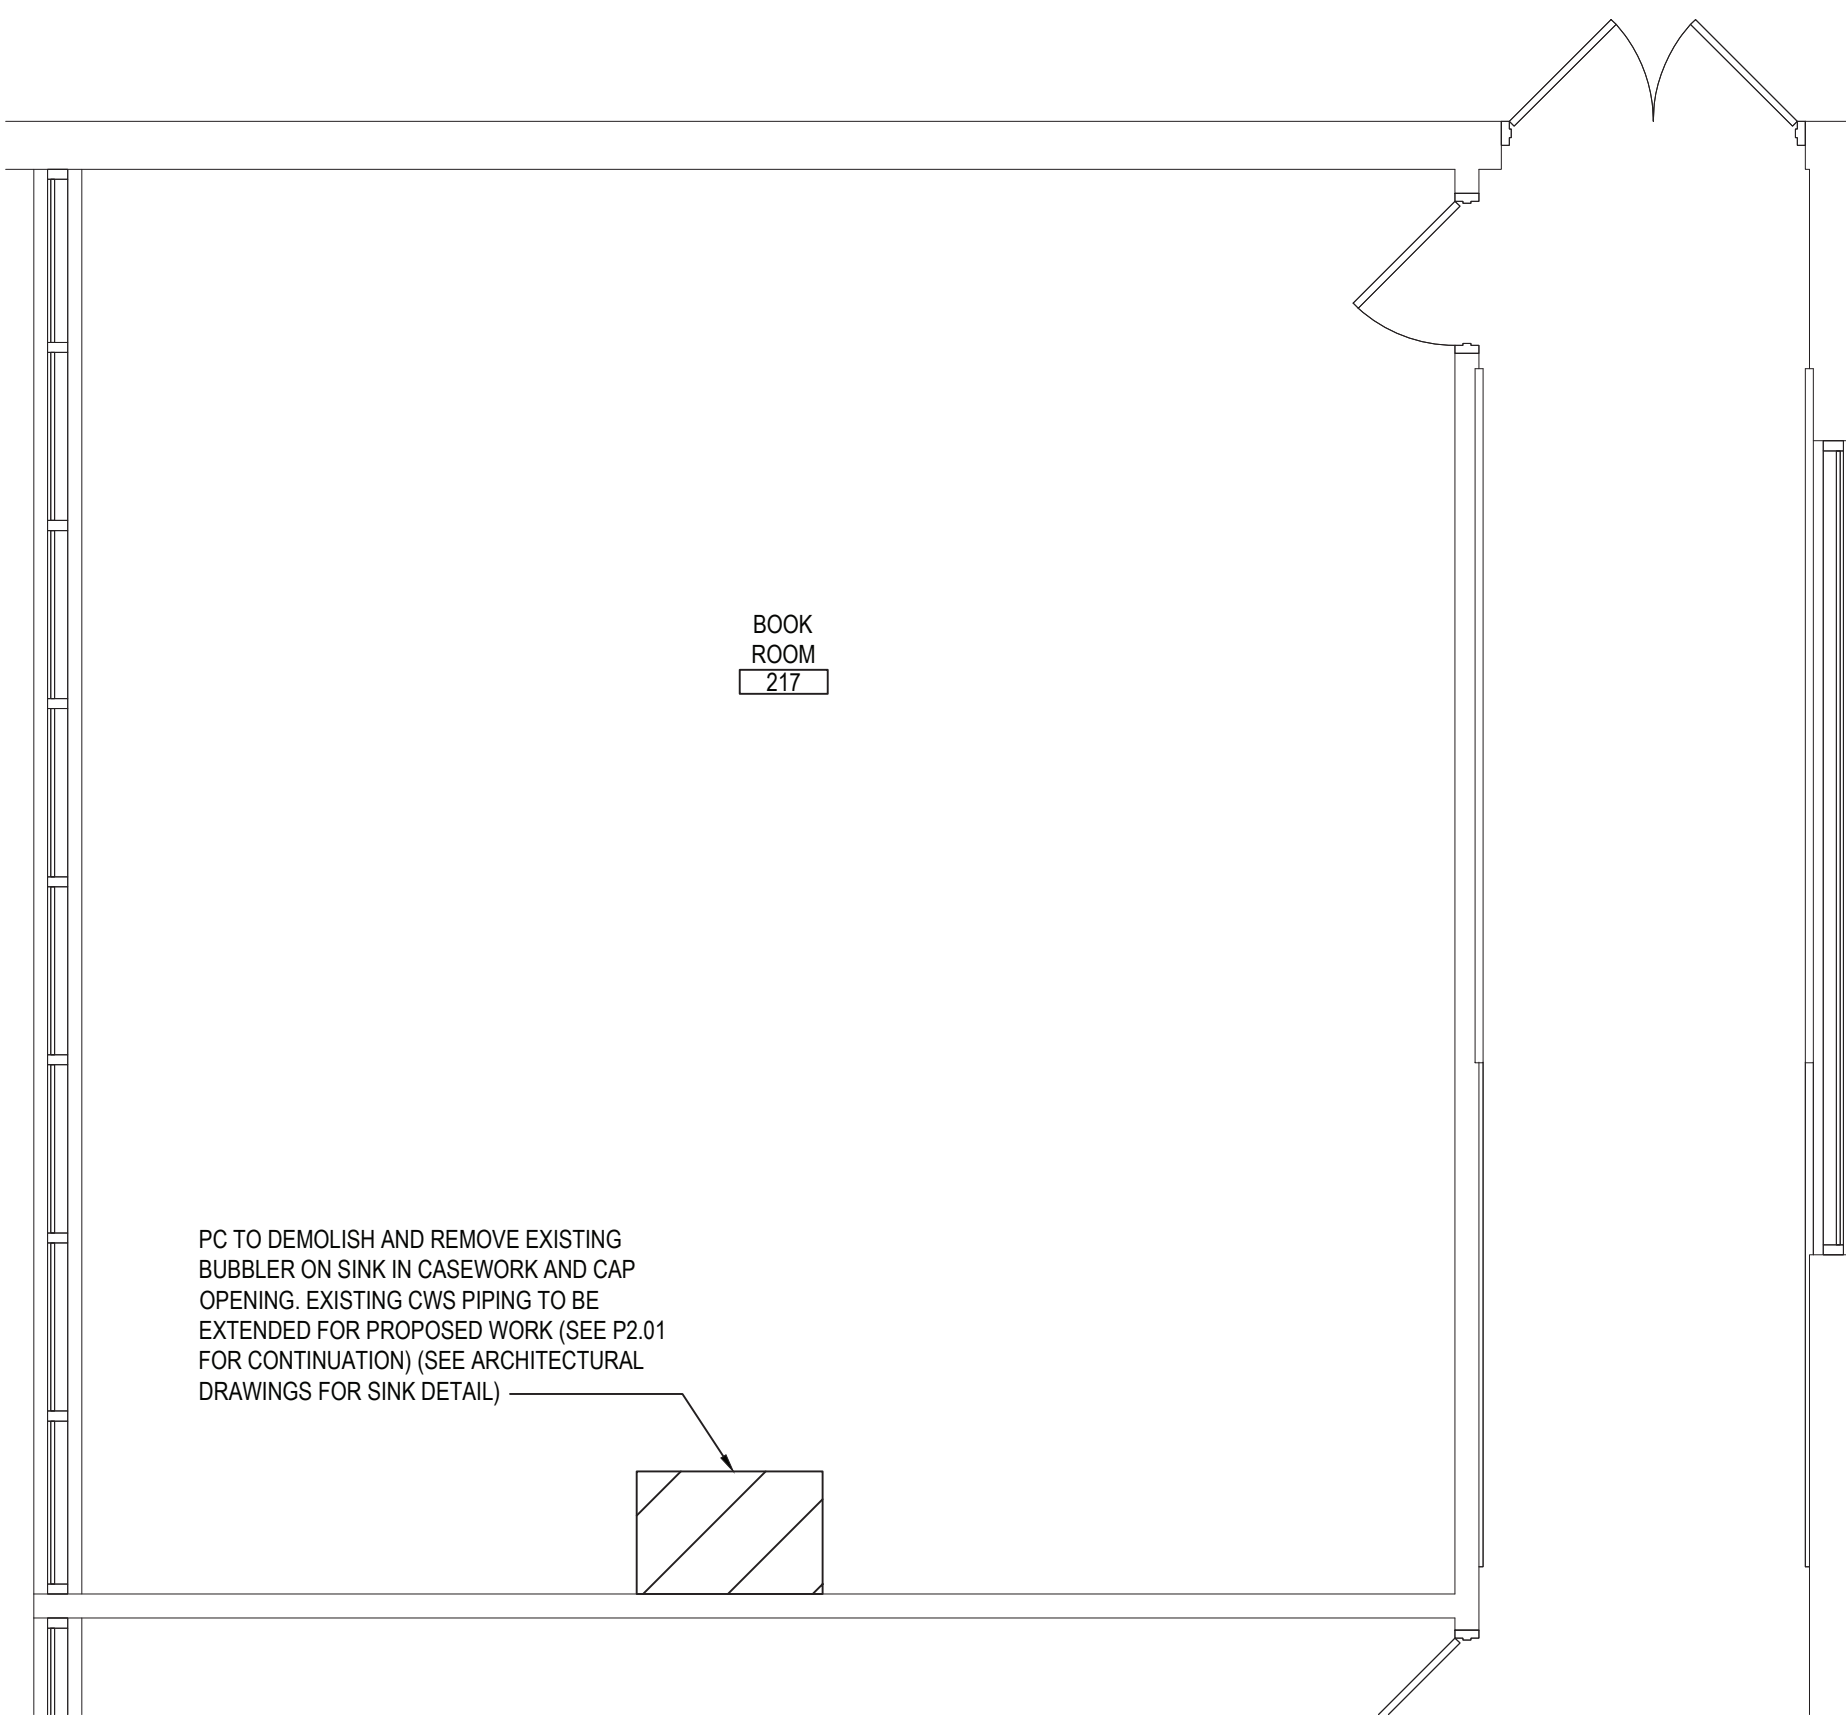 BOOK
ROOM
217
PC TO DEMOLISH AND REMOVE EXISTING
BUBBLER ON SINK IN CASEWORK AND CAP
OPENING. EXISTING CWS PIPING TO BE
EXTENDED FOR PROPOSED WORK (SEE P2.01
FOR CONTINUATION) (SEE ARCHITECTURAL
DRAWINGS FOR SINK DETAIL)